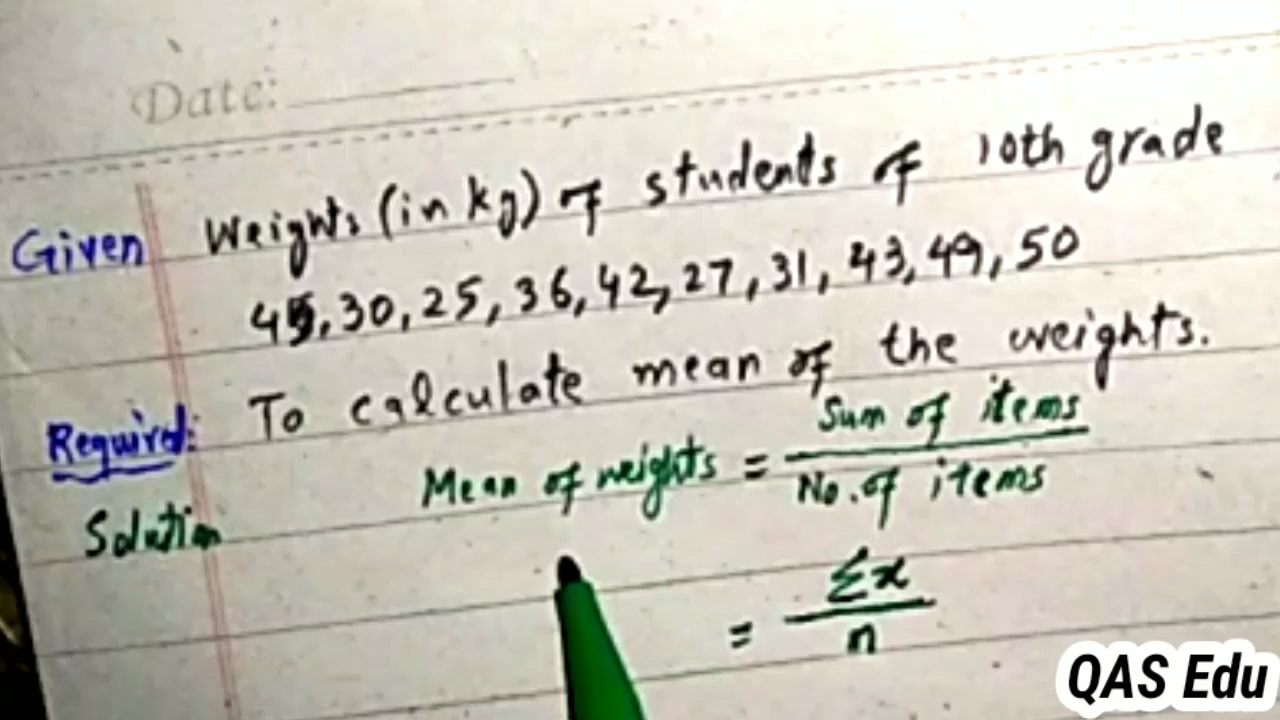 Date:
Given Weights (in kg) of students of 10th grade
45, 30, 25, 36, 42, 27, 31, 43, 49, 50
Required: To calculate mean of the weights.
Solution Mean of weights = Sum of items / No. of items
= Σx / n
QAS Edu